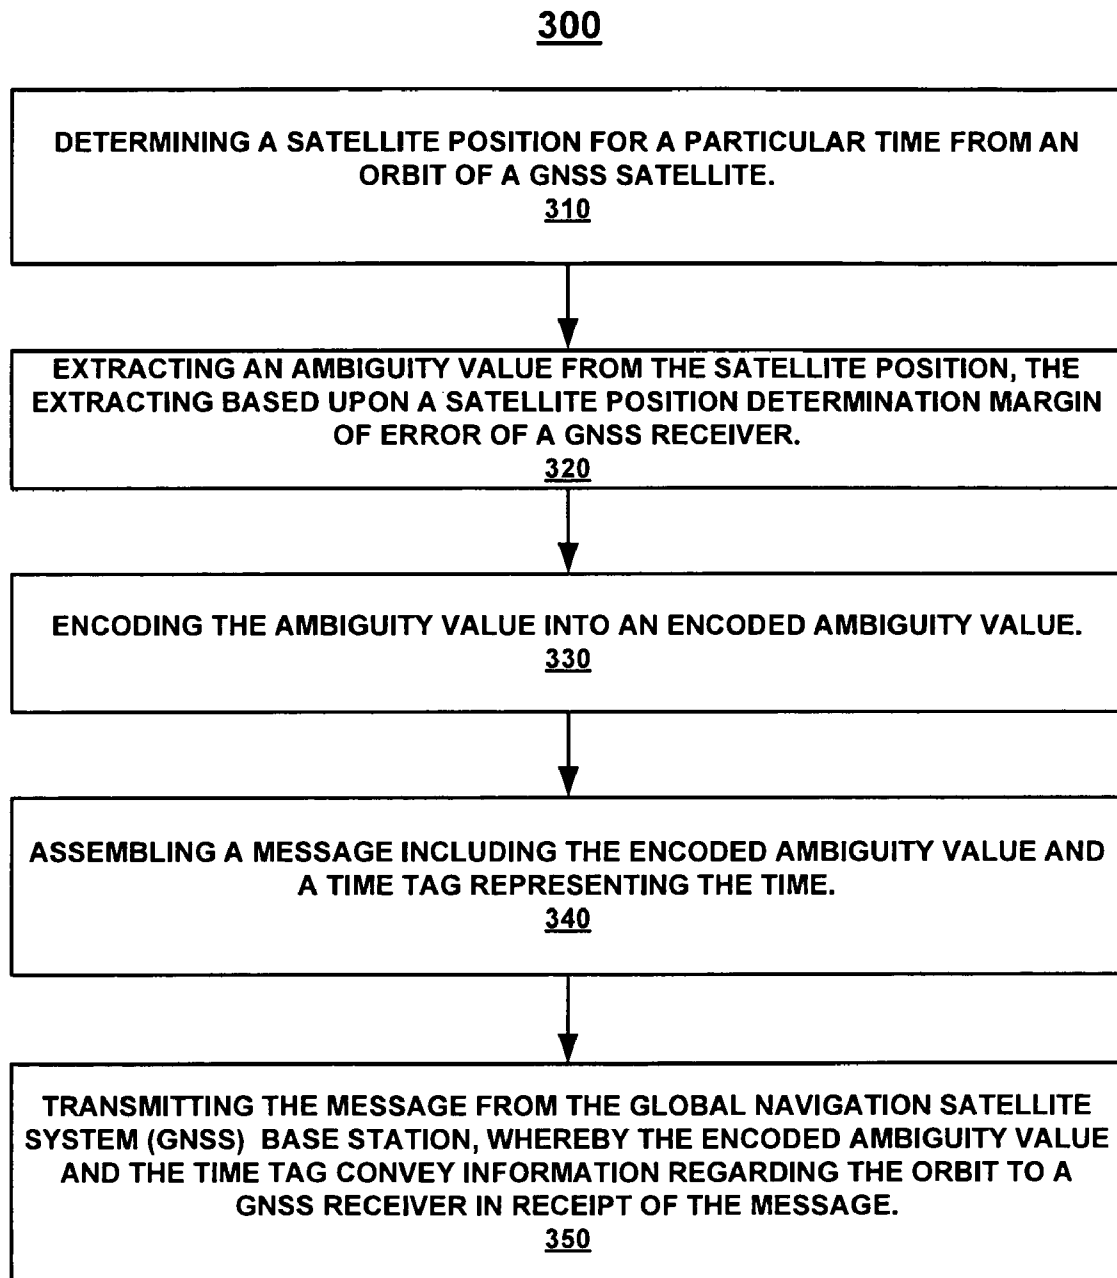 300
DETERMINING A SATELLITE POSITION FOR A PARTICULAR TIME FROM AN
ORBIT OF A GNSS SATELLITE.
310
EXTRACTING AN AMBIGUITY VALUE FROM THE SATELLITE POSITION, THE
EXTRACTING BASED UPON A SATELLITE POSITION DETERMINATION MARGIN
OF ERROR OF A GNSS RECEIVER.
320
ENCODING THE AMBIGUITY VALUE INTO AN ENCODED AMBIGUITY VALUE.
330
ASSEMBLING A MESSAGE INCLUDING THE ENCODED AMBIGUITY VALUE AND
A TIME TAG REPRESENTING THE TIME.
340
TRANSMITTING THE MESSAGE FROM THE GLOBAL NAVIGATION SATELLITE
SYSTEM (GNSS) BASE STATION, WHEREBY THE ENCODED AMBIGUITY VALUE
AND THE TIME TAG CONVEY INFORMATION REGARDING THE ORBIT TO A
GNSS RECEIVER IN RECEIPT OF THE MESSAGE.
350